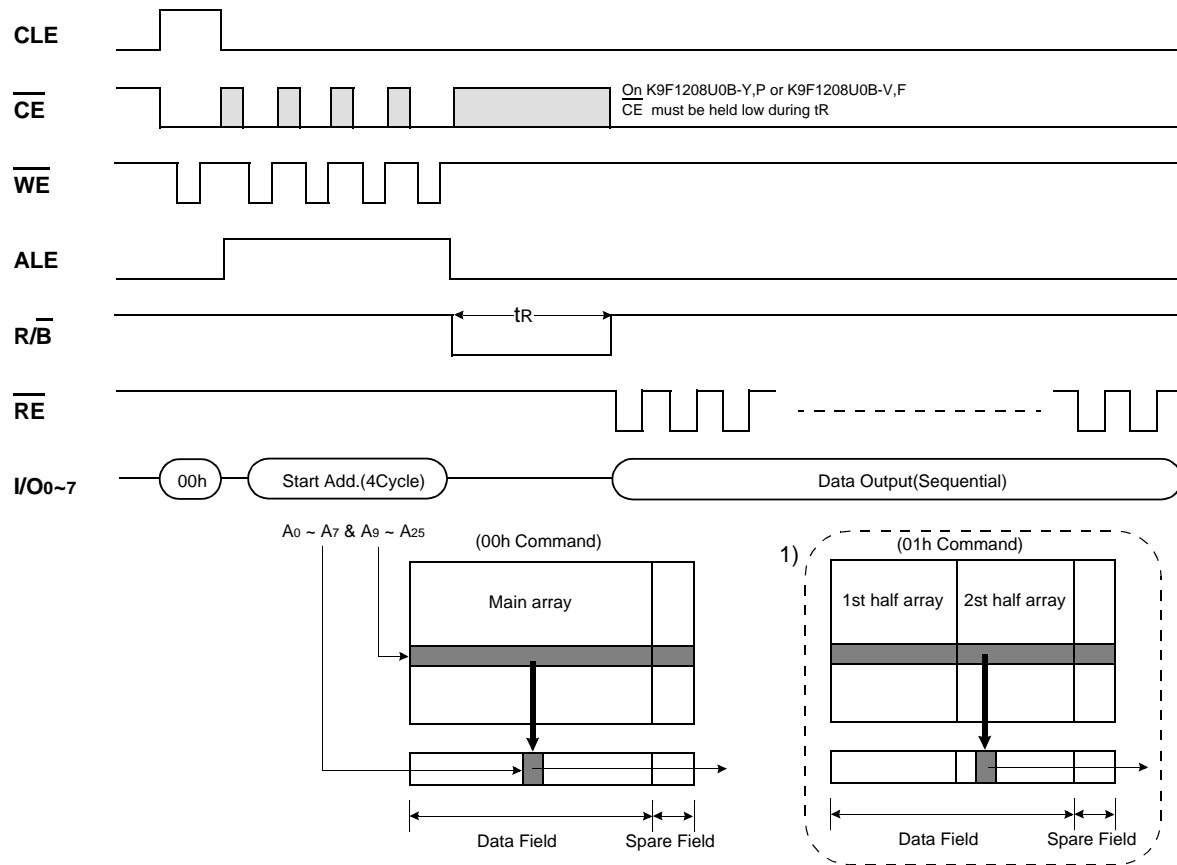 CLE
CE
On K9F1208U0B-Y,P or K9F1208U0B-V,F
CE must be held low during tR
WE
ALE
R/B
tR
RE
I/O0~7
00h
Start Add.(4Cycle)
Data Output(Sequential)
A0 ~ A7 & A9 ~ A25
(00h Command)
Main array
Data Field
Spare Field
1)
(01h Command)
1st half array
2st half array
Data Field
Spare Field